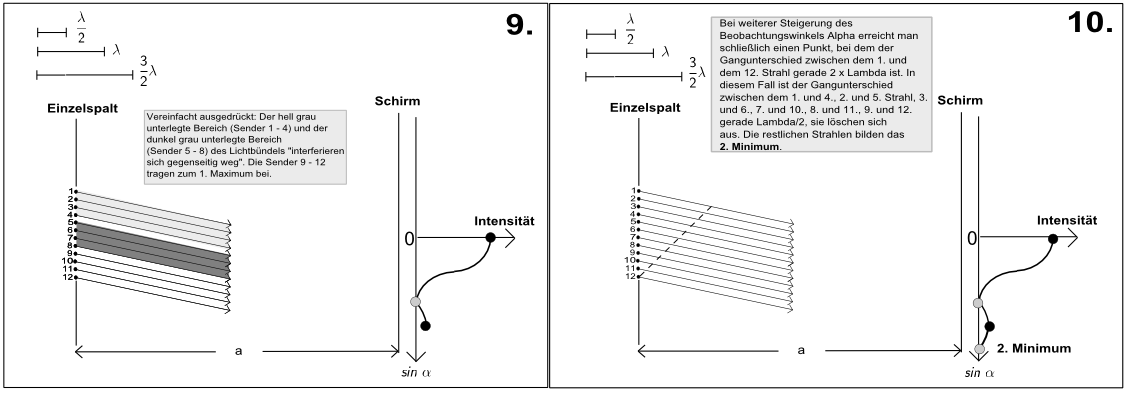 9.
λ/2
λ
3/2 λ
Einzelspalt
Schirm
Vereinfacht ausgedrückt: Der hell grau
unterlegte Bereich (Sender 1 - 4) und der
dunkel grau unterlegte Bereich
(Sender 5 - 8) des Lichtbündels "interferieren
sich gegenseitig weg". Die Sender 9 - 12
tragen zum 1. Maximum bei.
1
2
3
4
5
6
7
8
9
10
11
12
Intensität
0
a
sin α
10.
λ/2
λ
3/2 λ
Bei weiterer Steigerung des
Beobachtungswinkels Alpha erreicht man
schließlich einen Punkt, bei dem der
Gangunterschied zwischen dem 1. und
dem 12. Strahl gerade 2 x Lambda ist. In
diesem Fall ist der Gangunterschied
zwischen dem 1. und 4., 2. und 5. Strahl, 3.
und 6., 7. und 10., 8. und 11., 9. und 12.
gerade Lambda/2, sie löschen sich
aus. Die restlichen Strahlen bilden das
2. Minimum.
Einzelspalt
Schirm
1
2
3
4
5
6
7
8
9
10
11
12
Intensität
0
2. Minimum
a
sin α